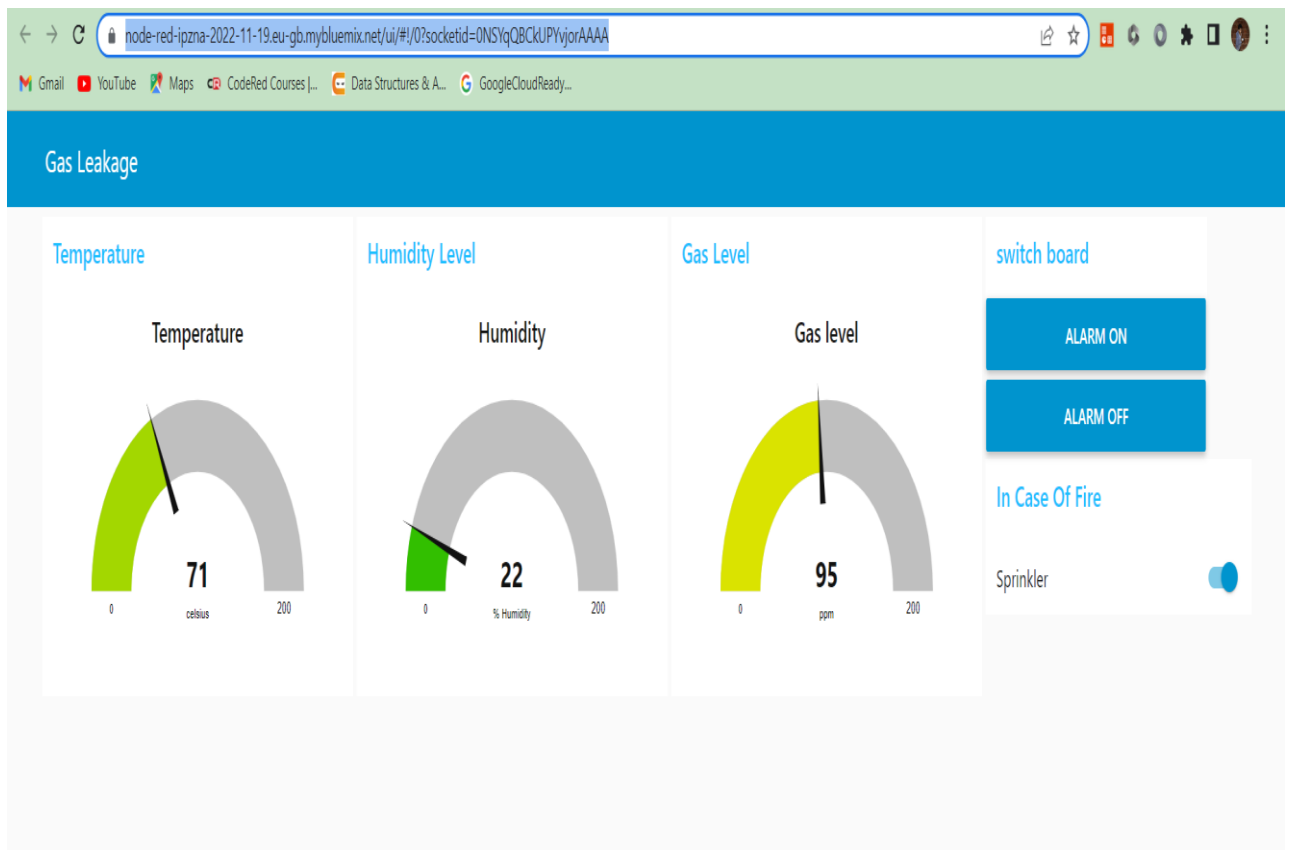 node-red-ipzna-2022-11-19.eu-gb.mybluemix.net/ui/#!/0?socketid=0NSYqQBCkUPYvjorAAAA
Gmail YouTube Maps CodeRed Courses |... Data Structures & A... GoogleCloudReady...
Gas Leakage
Temperature
Temperature
71
celsius
0
200
Humidity Level
Humidity
22
% Humidity
0
200
Gas Level
Gas level
95
ppm
0
200
switch board
ALARM ON
ALARM OFF
In Case Of Fire
Sprinkler